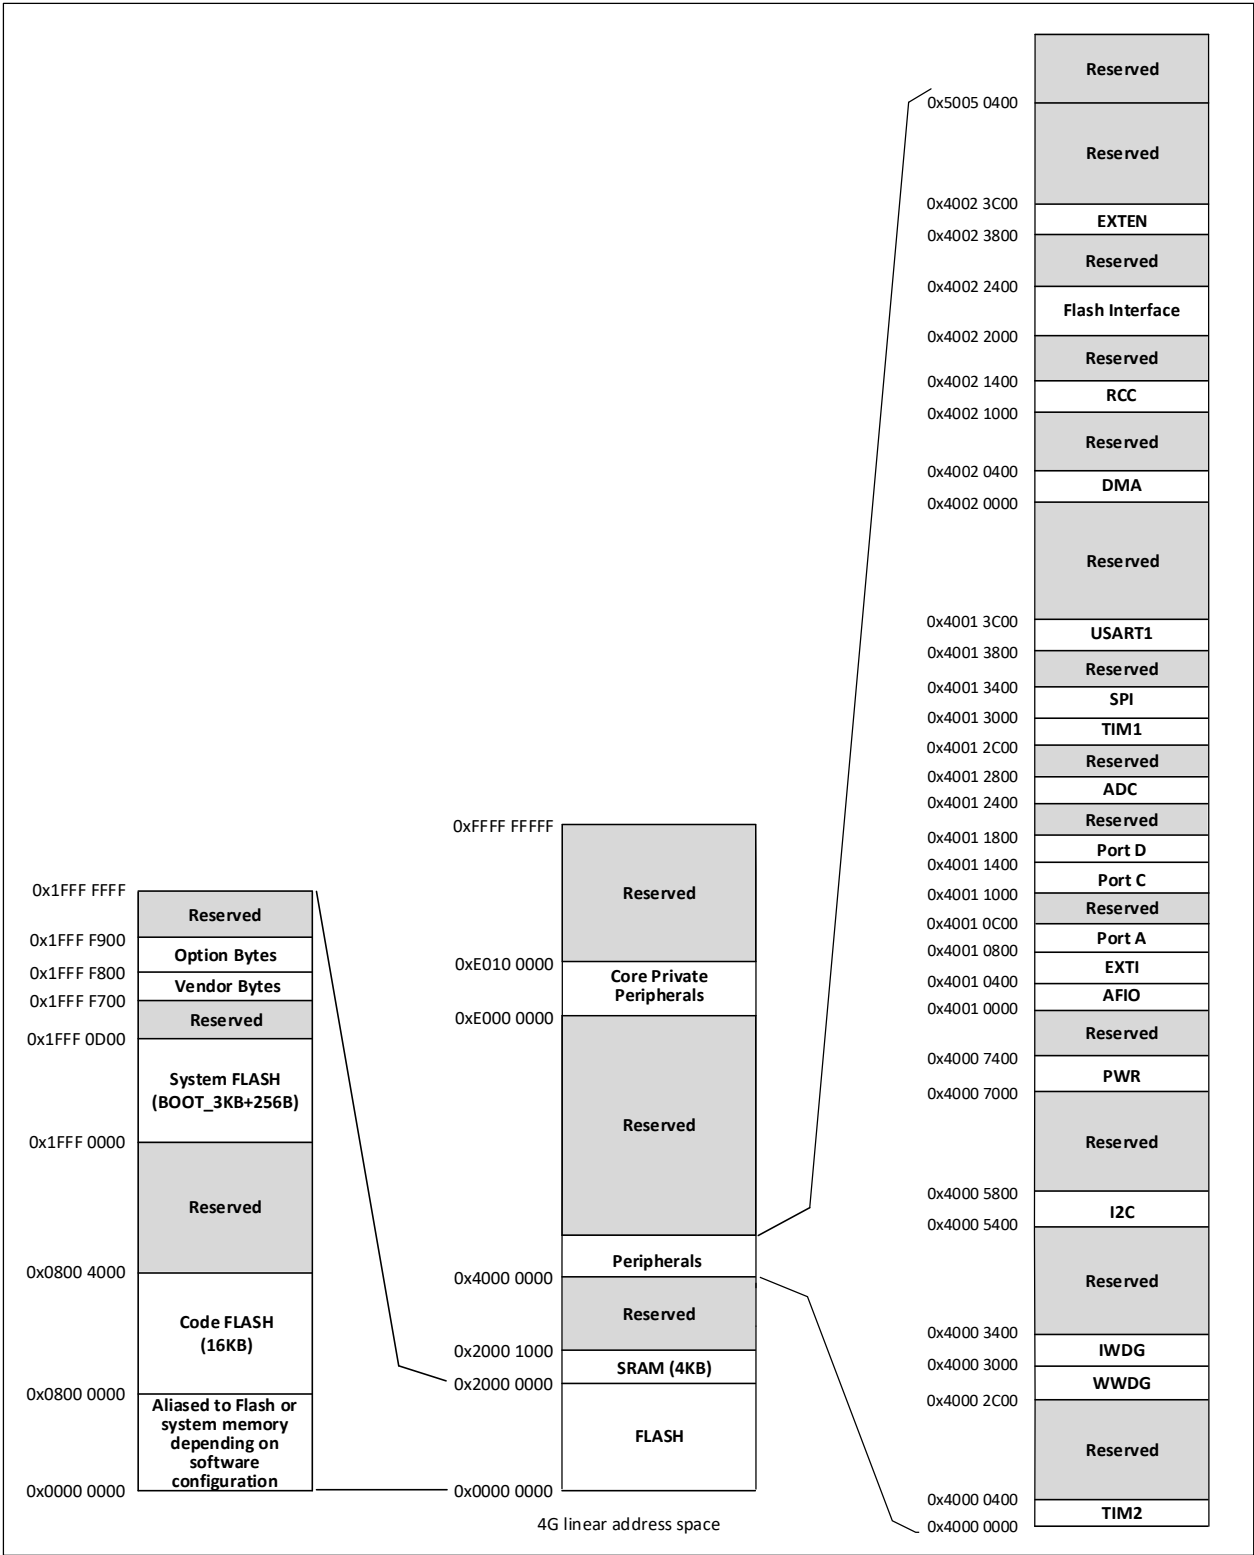 Reserved
0x5005 0400
Reserved
0x4002 3C00
EXTEN
0x4002 3800
Reserved
0x4002 2400
Flash Interface
0x4002 2000
Reserved
0x4002 1400
RCC
0x4002 1000
Reserved
0x4002 0400
DMA
0x4002 0000
Reserved
0x4001 3C00
USART1
0x4001 3800
Reserved
0x4001 3400
SPI
0x4001 3000
TIM1
0x4001 2C00
Reserved
0x4001 2800
ADC
0x4001 2400
Reserved
0x4001 1800
Port D
0x4001 1400
Port C
0x4001 1000
Reserved
0x4001 0C00
Port A
0x4001 0800
EXTI
0x4001 0400
AFIO
0x4001 0000
Reserved
0x4000 7400
PWR
0x4000 7000
Reserved
0x4000 5800
I2C
0x4000 5400
Reserved
0x4000 3400
IWDG
0x4000 3000
WWDG
0x4000 2C00
Reserved
0x4000 0400
TIM2
0x4000 0000
0xFFFF FFFFF
Reserved
0xE010 0000
Core Private
Peripherals
0xE000 0000
Reserved
Peripherals
0x4000 0000
Reserved
0x2000 1000
SRAM (4KB)
0x2000 0000
FLASH
0x0000 0000
4G linear address space
0x1FFF FFFF
Reserved
0x1FFF F900
Option Bytes
0x1FFF F800
Vendor Bytes
0x1FFF F700
Reserved
0x1FFF 0D00
System FLASH
(BOOT_3KB+256B)
0x1FFF 0000
Reserved
0x0800 4000
Code FLASH
(16KB)
0x0800 0000
Aliased to Flash or
system memory
depending on
software
configuration
0x0000 0000